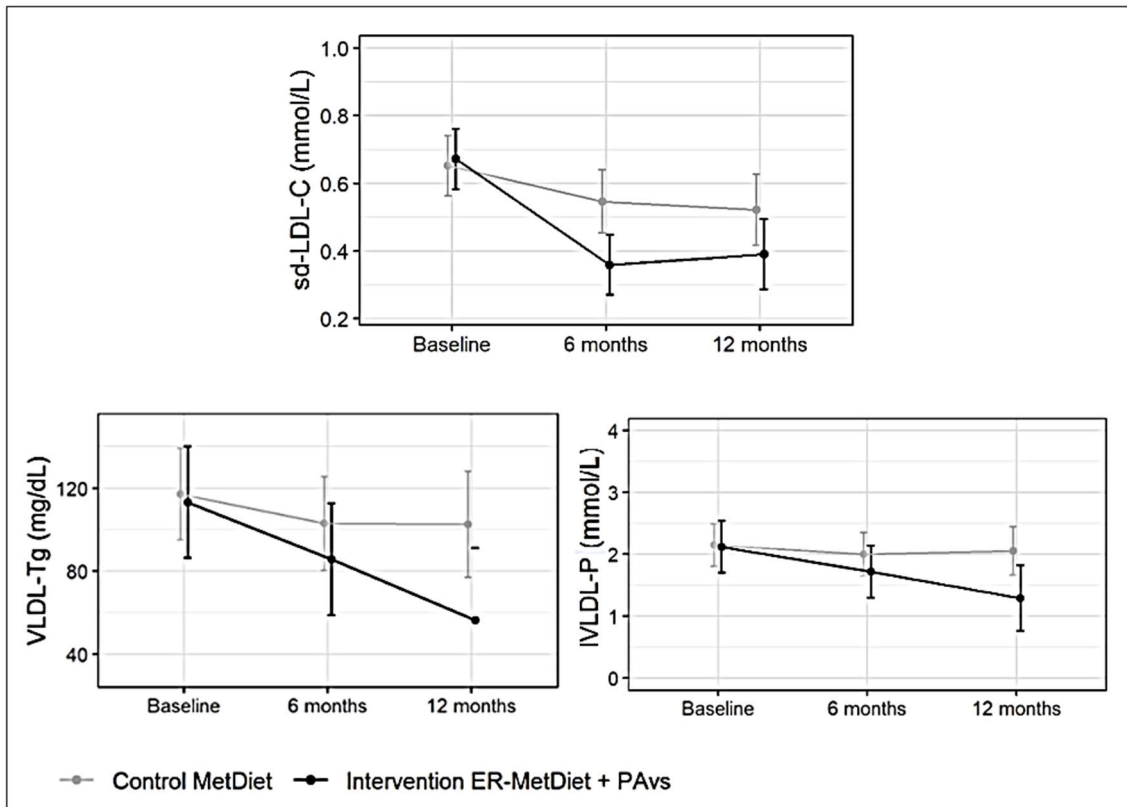 sd-LDL-C (mmol/L)
1.0
0.8
0.6
0.4
0.2
Baseline 6 months 12 months
VLDL-Tg (mg/dL)
120
80
40
Baseline 6 months 12 months
lVLDL-P (mmol/L)
4
3
2
1
0
Baseline 6 months 12 months
Control MetDiet Intervention ER-MetDiet + PAvs